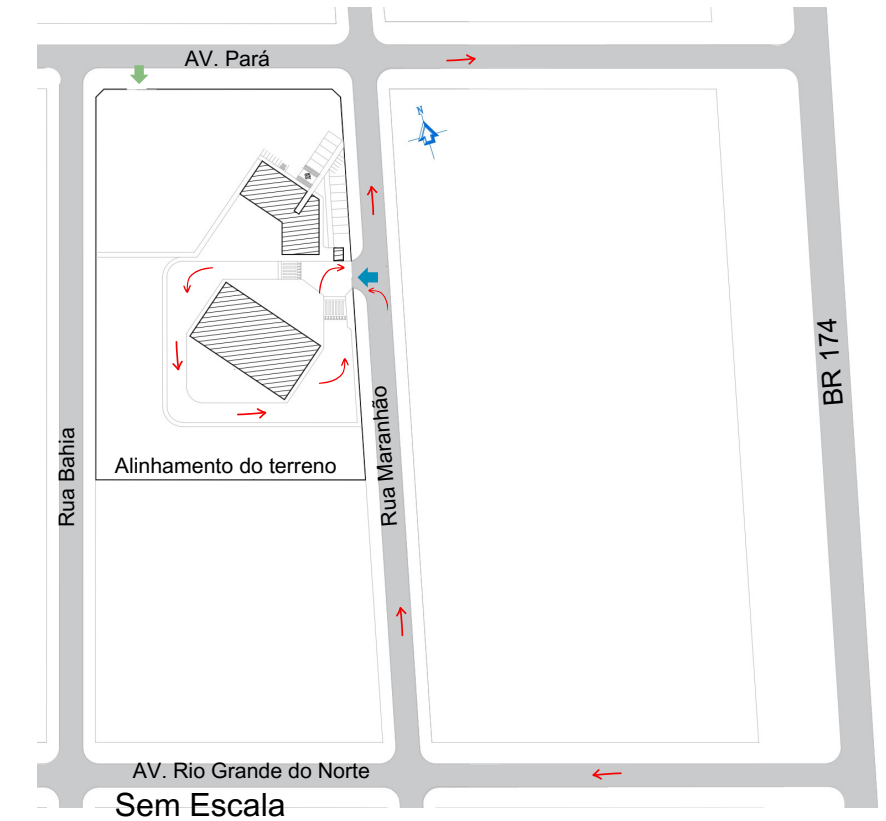 AV. Pará
N
BR 174
Rua Maranhão
Rua Bahia
Alinhamento do terreno
AV. Rio Grande do Norte
Sem Escala